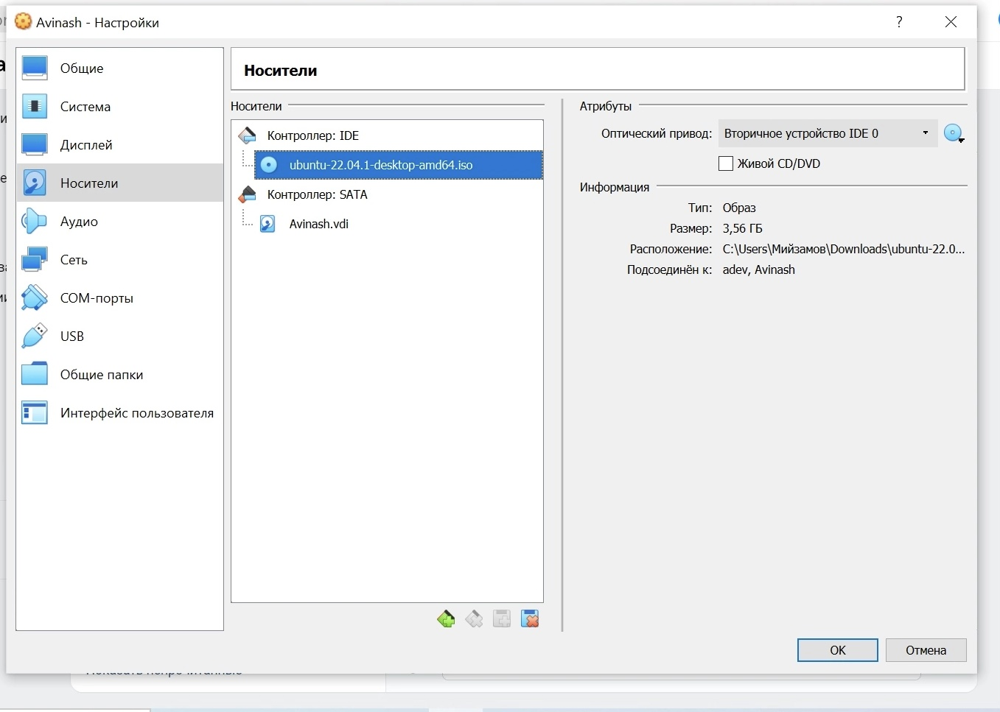 Avinash - Настройки
?
Общие
Система
Дисплей
Носители
Аудио
Сеть
COM-порты
USB
Общие папки
Интерфейс пользователя
Носители
Носители
Контроллер: IDE
ubuntu-22.04.1-desktop-amd64.iso
Контроллер: SATA
Avinash.vdi
Атрибуты
Оптический привод: Вторичное устройство IDE 0
Живой CD/DVD
Информация
Тип: Образ
Размер: 3,56 ГБ
Расположение: C:\Users\Мийзамов\Downloads\ubuntu-22.0...
Подсоединён к: adev, Avinash
OK
Отмена